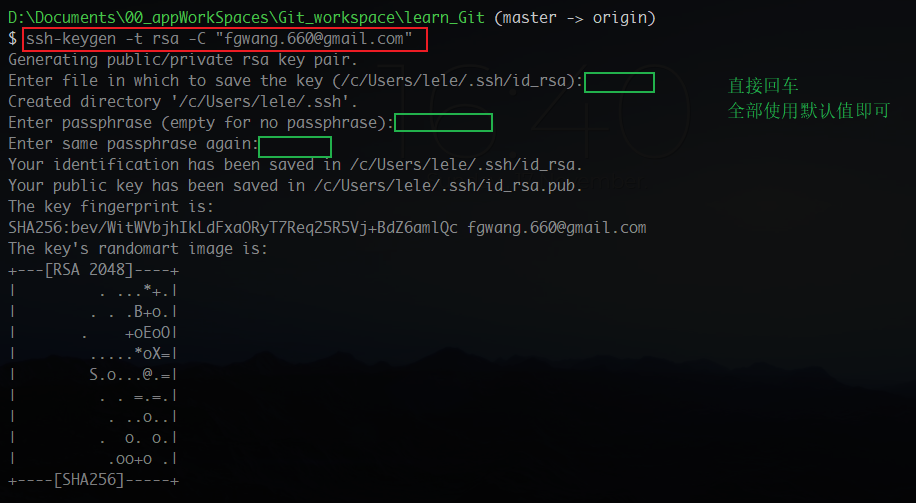 D:\Documents\00_appWorkSpaces\Git_workspace\learn_Git (master -> origin)
$ ssh-keygen -t rsa -C "fgwang.660@gmail.com"
Generating public/private rsa key pair.
Enter file in which to save the key (/c/Users/lele/.ssh/id_rsa):
直接回车
Created directory '/c/Users/lele/.ssh'.
全部使用默认值即可
Enter passphrase (empty for no passphrase):
Enter same passphrase again:
Your identification has been saved in /c/Users/lele/.ssh/id_rsa.
Your public key has been saved in /c/Users/lele/.ssh/id_rsa.pub.
The key fingerprint is:
SHA256:bev/WitWVbjhIkLdFxaORyT7Req25R5Vj+BdZ6amlQc fgwang.660@gmail.com
The key's randomart image is:
+---[RSA 2048]----+
|         . ...*+.|
|        . . .B+o.|
|       .    +oEoO|
|        .....*oX=|
|        S.o...@.=|
|         . . =.=.|
|          . ..o..|
|         .  o. o.|
|          .oo+o .|
+----[SHA256]-----+
16:40